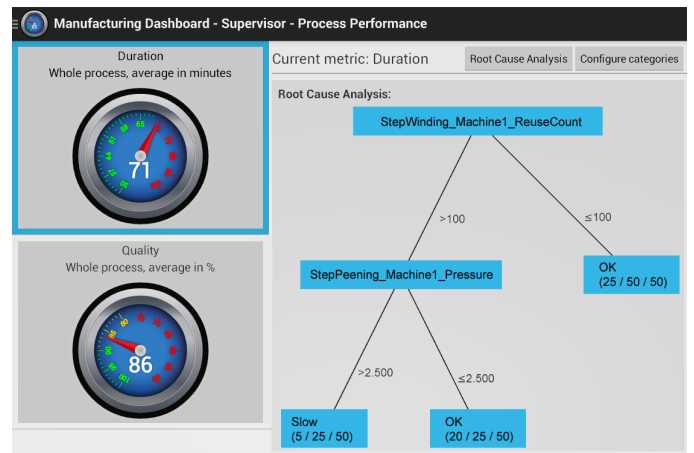 Manufacturing Dashboard - Supervisor - Process Performance
Duration
Whole process, average in minutes
65
71
Quality
Whole process, average in %
80
86
Current metric: Duration
Root Cause Analysis
Configure categories
Root Cause Analysis:
StepWinding_Machine1_ReuseCount
>100
≤100
StepPeening_Machine1_Pressure
OK
(25 / 50 / 50)
>2.500
≤2.500
Slow
(5 / 25 / 50)
OK
(20 / 25 / 50)